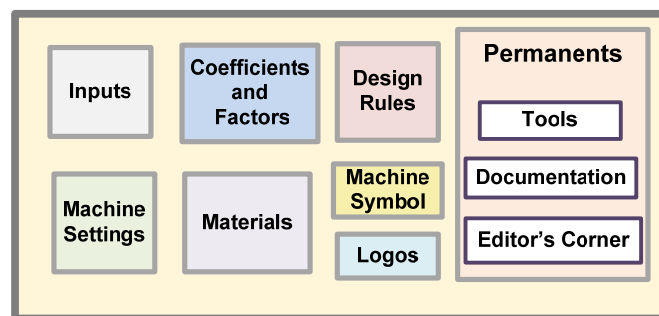 Inputs
Coefficients
and
Factors
Design
Rules
Permanents
Tools
Documentation
Editor's Corner
Machine
Settings
Materials
Machine
Symbol
Logos